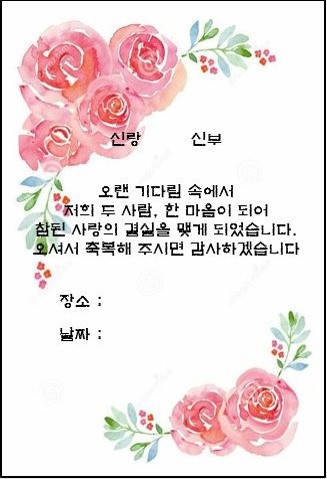 신랑 신부
오랜 기다림 속에서
저희 두 사람, 한 마음이 되어
참된 사랑의 결실을 맺게 되었습니다.
오셔서 축복해 주시면 감사하겠습니다
장소 :
날짜 :